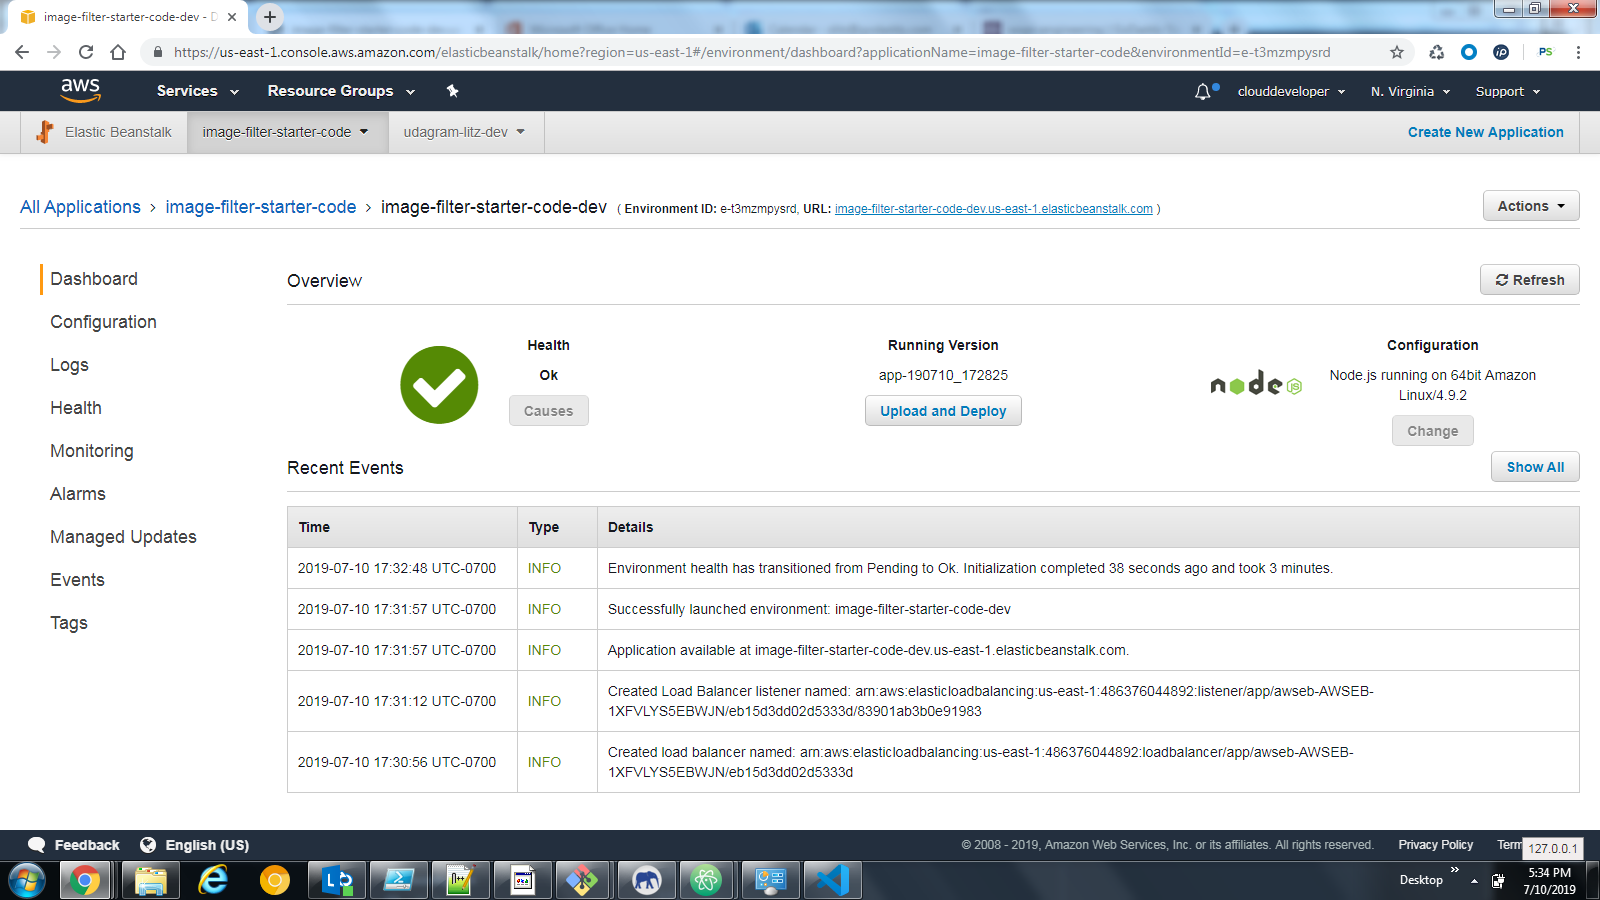 image-filter-starter-code-dev - D
https://us-east-1.console.aws.amazon.com/elasticbeanstalk/home?region=us-east-1#/environment/dashboard?applicationName=image-filter-starter-code&environmentId=e-t3mzmpysrd
PS
aws
Services
Resource Groups
clouddeveloper
N. Virginia
Support
Elastic Beanstalk
image-filter-starter-code
udagram-litz-dev
Create New Application
All Applications > image-filter-starter-code > image-filter-starter-code-dev ( Environment ID: e-t3mzmpysrd, URL: image-filter-starter-code-dev.us-east-1.elasticbeanstalk.com )
Actions
Dashboard
Configuration
Logs
Health
Monitoring
Alarms
Managed Updates
Events
Tags
Overview
Refresh
Health
Ok
Causes
Running Version
app-190710_172825
Upload and Deploy
node JS
Configuration
Node.js running on 64bit Amazon
Linux/4.9.2
Change
Recent Events
Show All
Time Type Details
2019-07-10 17:32:48 UTC-0700 INFO Environment health has transitioned from Pending to Ok. Initialization completed 38 seconds ago and took 3 minutes.
2019-07-10 17:31:57 UTC-0700 INFO Successfully launched environment: image-filter-starter-code-dev
2019-07-10 17:31:57 UTC-0700 INFO Application available at image-filter-starter-code-dev.us-east-1.elasticbeanstalk.com.
2019-07-10 17:31:12 UTC-0700 INFO Created Load Balancer listener named: arn:aws:elasticloadbalancing:us-east-1:486376044892:listener/app/awseb-AWSEB-
1XFVLYS5EBWJN/eb15d3dd02d5333d/83901ab3b0e91983
2019-07-10 17:30:56 UTC-0700 INFO Created load balancer named: arn:aws:elasticloadbalancing:us-east-1:486376044892:loadbalancer/app/awseb-AWSEB-
1XFVLYS5EBWJN/eb15d3dd02d5333d
Feedback
English (US)
© 2008 - 2019, Amazon Web Services, Inc. or its affiliates. All rights reserved.
Privacy Policy
Term
127.0.0.1
Desktop
5:34 PM
7/10/2019